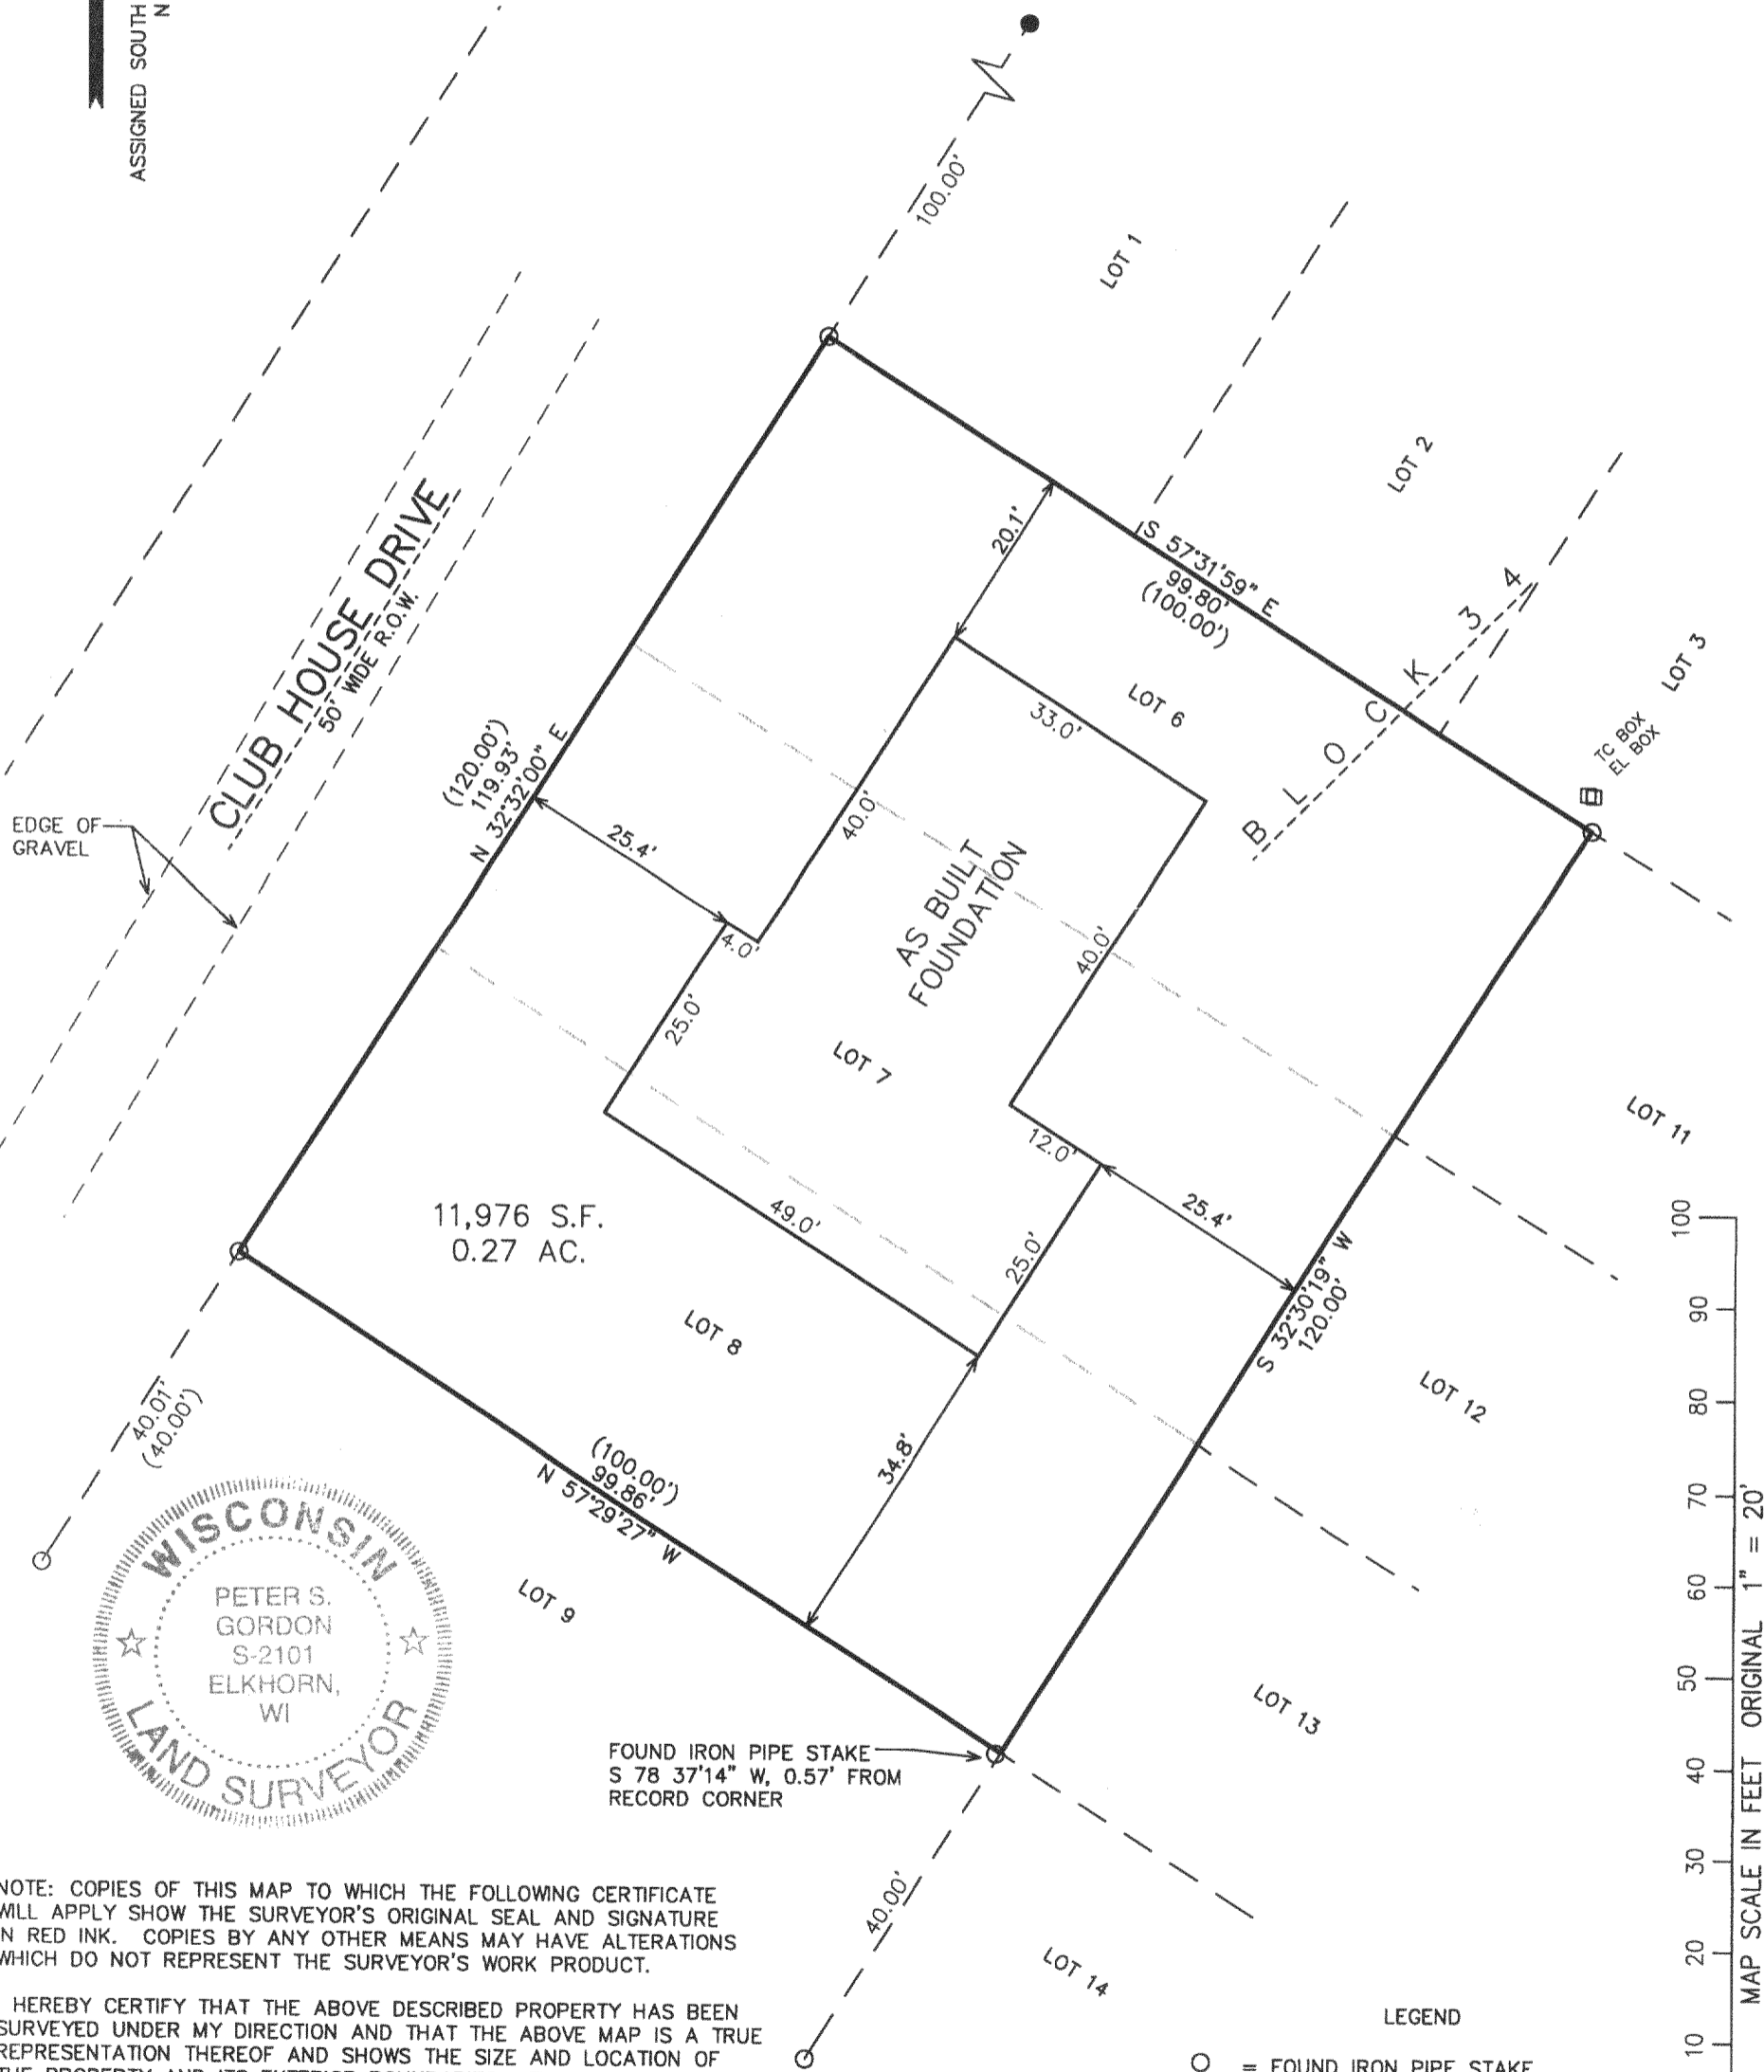 ASSIGNED SOUTH
N
100.00'
LOT 1
LOT 2
LOT 3
CLUB HOUSE DRIVE
50' WIDE R.O.W.
EDGE OF
GRAVEL
20.1'
S 57°31'59" E
99.80'
(100.00')
BLOCK 34
TC BOX
EL BOX
(120.00')
119.93'
N 32°32'00" E
LOT 6
33.0'
40.0'
25.4'
4.0'
AS BUILT
FOUNDATION
40.0'
25.0'
LOT 7
12.0'
LOT 11
49.0'
25.0'
25.4'
S 32°30'19" W
120.00'
11,976 S.F.
0.27 AC.
LOT 8
LOT 12
34.8'
40.01'
(40.00')
(100.00')
99.86'
N 57°29'27" W
LOT 9
LOT 13
WISCONSIN
PETER S.
GORDON
S-2101
ELKHORN,
WI
LAND SURVEYOR
FOUND IRON PIPE STAKE
S 78 37'14" W, 0.57' FROM
RECORD CORNER
40.00'
LOT 14
100
90
80
70
60
50
40
30
20
10
MAP SCALE IN FEET ORIGINAL 1" = 20'
NOTE: COPIES OF THIS MAP TO WHICH THE FOLLOWING CERTIFICATE
WILL APPLY SHOW THE SURVEYOR'S ORIGINAL SEAL AND SIGNATURE
IN RED INK. COPIES BY ANY OTHER MEANS MAY HAVE ALTERATIONS
WHICH DO NOT REPRESENT THE SURVEYOR'S WORK PRODUCT.
HEREBY CERTIFY THAT THE ABOVE DESCRIBED PROPERTY HAS BEEN
SURVEYED UNDER MY DIRECTION AND THAT THE ABOVE MAP IS A TRUE
REPRESENTATION THEREOF AND SHOWS THE SIZE AND LOCATION OF
THE PROPERTY AND ITS EXTERIOR
LEGEND
= FOUND IRON PIPE STAKE